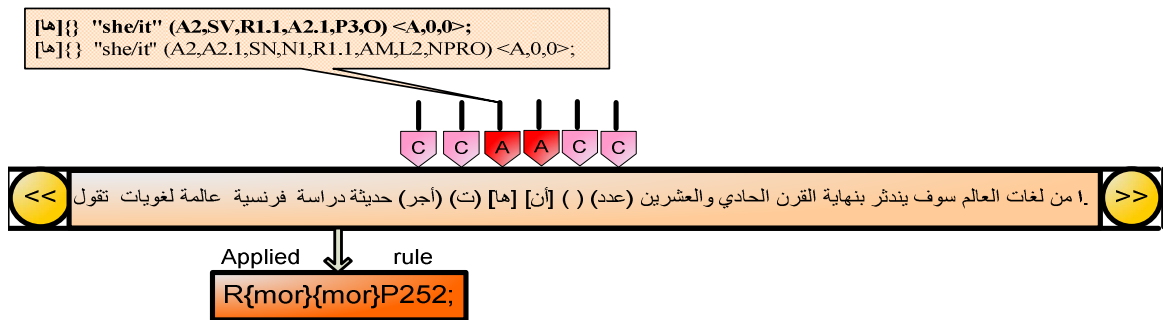 [ها]{} "she/it" (A2,SV,R1.1,A2.1,P3,O) <A,0,0>;
[ها]{} "she/it" (A2,A2.1,SN,N1,R1.1,AM,L2,NPRO) <A,0,0>;
C C A A C C
<< تقول لغويات عالمة فرنسية دراسة حديثة (أجر) (ت) [ها] [أن] ( ) (عدد) من لغات العالم سوف يندثر بنهاية القرن الحادي والعشرين ا. >>
Applied rule
R{mor}{mor}P252;